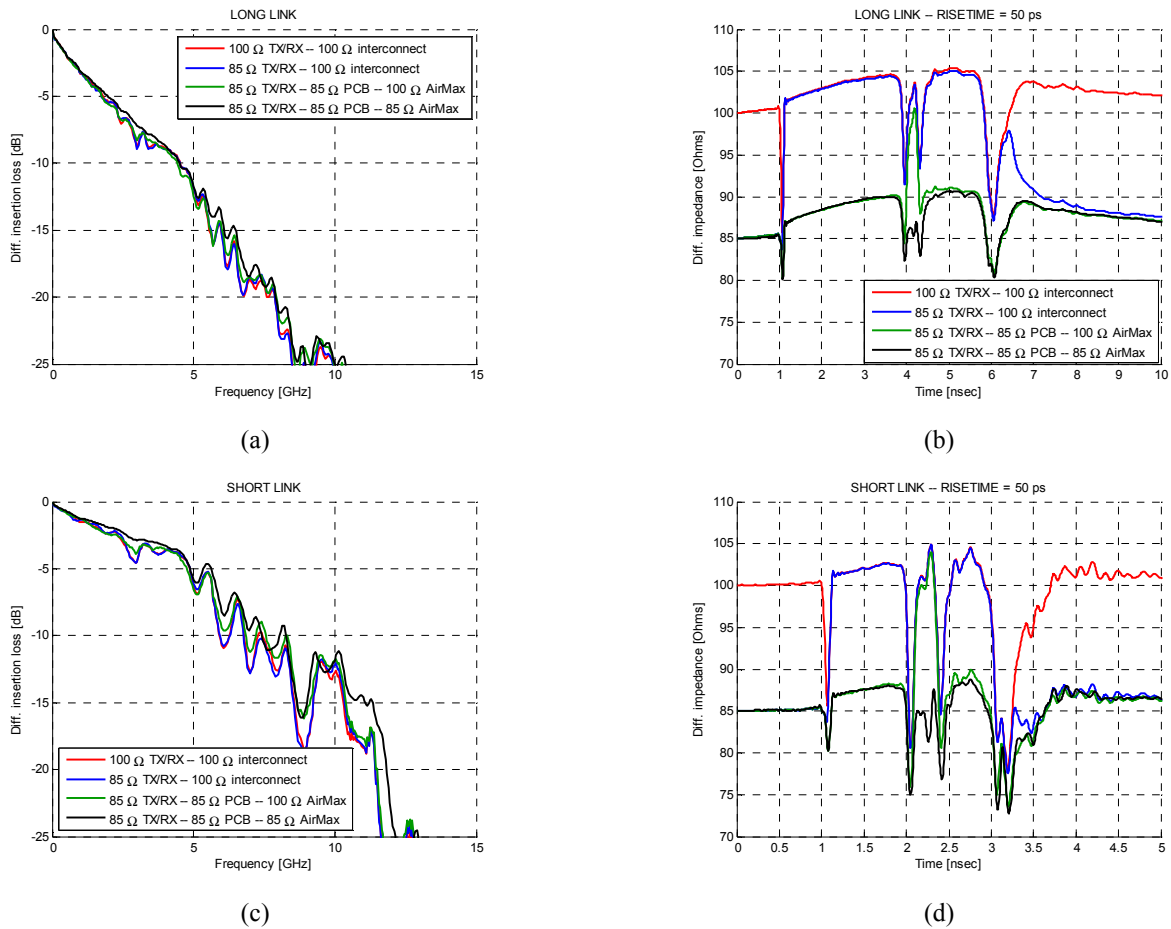 LONG LINK
0
-5
-10
-15
-20
-25
Diff. insertion loss [dB]
100 Ω TX/RX -- 100 Ω interconnect
85 Ω TX/RX -- 100 Ω interconnect
85 Ω TX/RX -- 85 Ω PCB -- 100 Ω AirMax
85 Ω TX/RX -- 85 Ω PCB -- 85 Ω AirMax
0 5 10 15
Frequency [GHz]
(a)
LONG LINK -- RISETIME = 50 ps
110
105
100
95
90
85
80
75
70
Diff. impedance [Ohms]
100 Ω TX/RX -- 100 Ω interconnect
85 Ω TX/RX -- 100 Ω interconnect
85 Ω TX/RX -- 85 Ω PCB -- 100 Ω AirMax
85 Ω TX/RX -- 85 Ω PCB -- 85 Ω AirMax
0 1 2 3 4 5 6 7 8 9 10
Time [nsec]
(b)
SHORT LINK
0
-5
-10
-15
-20
-25
Diff. insertion loss [dB]
100 Ω TX/RX -- 100 Ω interconnect
85 Ω TX/RX -- 100 Ω interconnect
85 Ω TX/RX -- 85 Ω PCB -- 100 Ω AirMax
85 Ω TX/RX -- 85 Ω PCB -- 85 Ω AirMax
0 5 10 15
Frequency [GHz]
(c)
SHORT LINK -- RISETIME = 50 ps
110
105
100
95
90
85
80
75
70
Diff. impedance [Ohms]
0 0.5 1 1.5 2 2.5 3 3.5 4 4.5 5
Time [nsec]
(d)